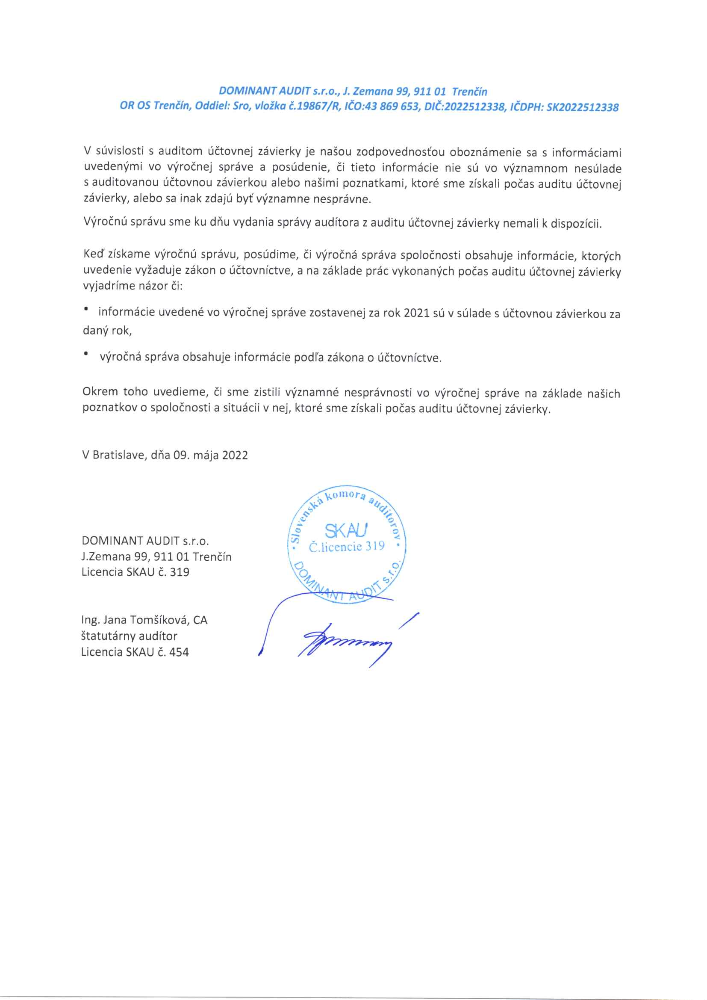 DOMINANT AUDIT s.r.o., J. Zemana 99, 911 01 Trenčín
OR OS Trenčín, Oddiel: Sro, vložka č.19867/R, IČO:43 869 653, DIČ:2022512338, IČDPH: SK2022512338
V súvislosti s auditom účtovnej závierky je našou zodpovednosťou oboznámenie sa s informáciami
uvedenými vo výročnej správe a posúdenie, či tieto informácie nie sú vo významnom nesúlade
s auditovanou účtovnou závierkou alebo našimi poznatkami, ktoré sme získali počas auditu účtovnej
závierky, alebo sa inak zdajú byť významne nesprávne.
Výročnú správu sme ku dňu vydania správy audítora z auditu účtovnej závierky nemali k dispozícii.
Keď získame výročnú správu, posúdime, či výročná správa spoločnosti obsahuje informácie, ktorých
uvedenie vyžaduje zákon o účtovníctve, a na základe prác vykonaných počas auditu účtovnej závierky
vyjadríme názor či:
▪ informácie uvedené vo výročnej správe zostavenej za rok 2021 sú v súlade s účtovnou závierkou za
daný rok,
▪ výročná správa obsahuje informácie podľa zákona o účtovníctve.
Okrem toho uvedieme, či sme zistili významné nesprávnosti vo výročnej správe na základe našich
poznatkov o spoločnosti a situácii v nej, ktoré sme získali počas auditu účtovnej závierky.
V Bratislave, dňa 09. mája 2022
• Slovenská komora audítorov •
SKAU
Č.licencie 319
DOMINANT AUDIT s.r.o.
DOMINANT AUDIT s.r.o.
J.Zemana 99, 911 01 Trenčín
Licencia SKAU č. 319
Ing. Jana Tomšíková, CA
štatutárny audítor
Licencia SKAU č. 454